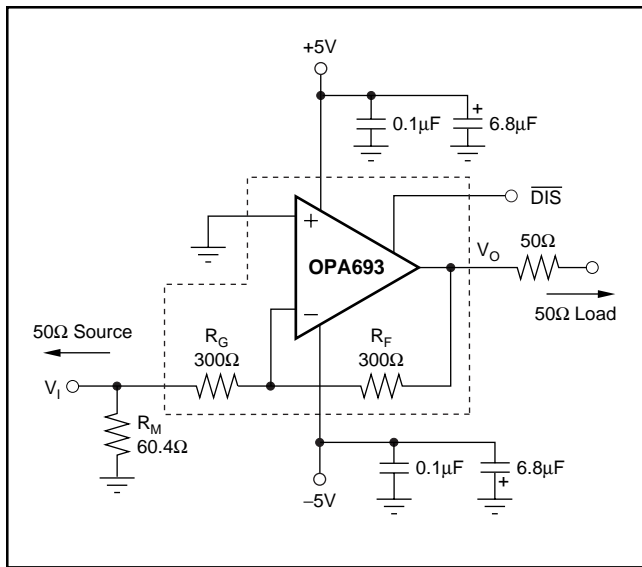 +5V
0.1µF
+
6.8µF
DIS
+
OPA693
−
V_O
50Ω
50Ω Load
50Ω Source
R_G
300Ω
R_F
300Ω
V_I
R_M
60.4Ω
0.1µF
6.8µF
+
−5V